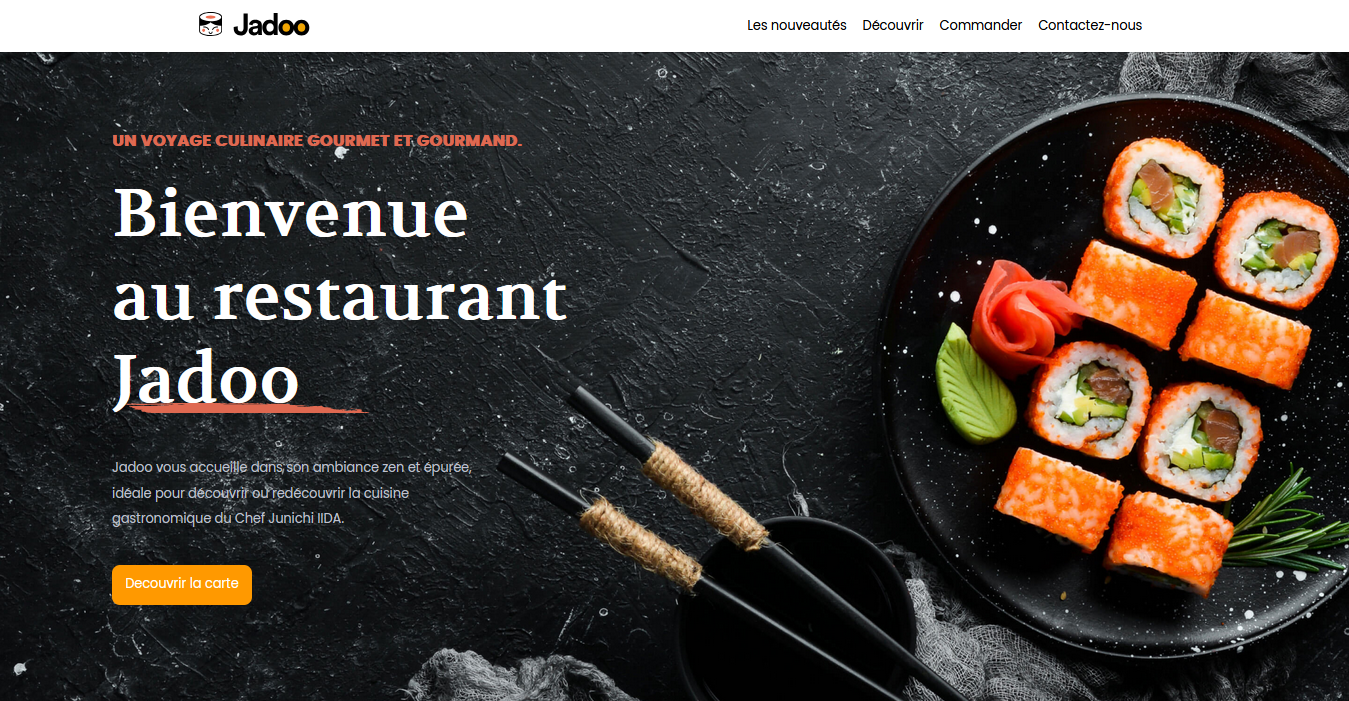 Jadoo
Les nouveautés Découvrir Commander Contactez-nous
UN VOYAGE CULINAIRE GOURMET ET GOURMAND.
Bienvenue
au restaurant
Jadoo
Jadoo vous accueille dans son ambiance zen et épurée,
idéale pour découvrir ou redécouvrir la cuisine
gastronomique du Chef Junichi IIDA.
Decouvrir la carte